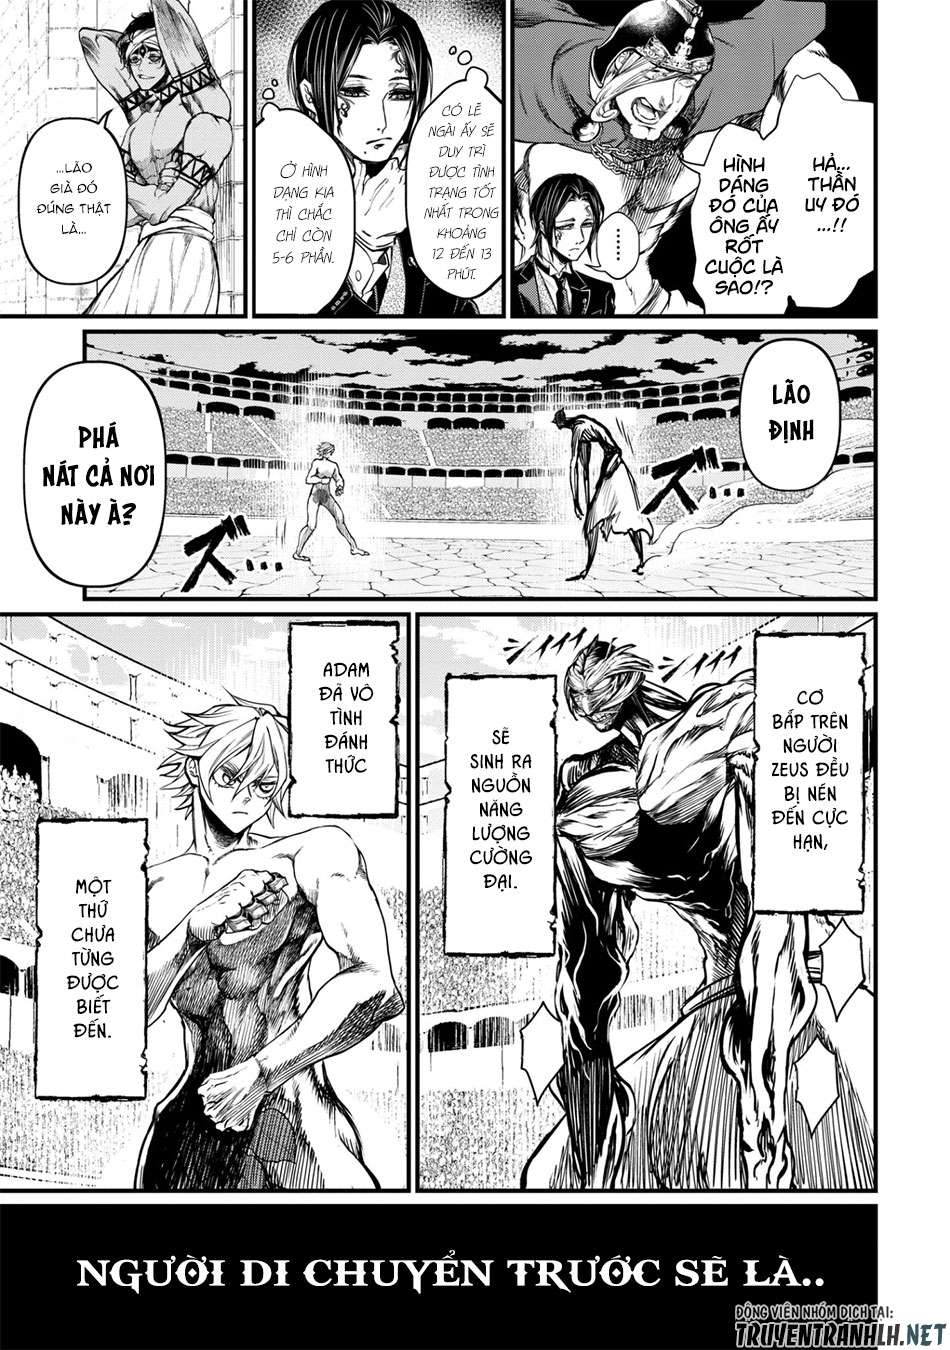 HẢ...
THẦN
UY ĐÓ
...!!
HÌNH
DÁNG ĐÓ
CỦA
ÔNG ẤY
RỐT
CUỘC LÀ
SAO!?
......
CÓ LẼ
NGÀI ẤY SẼ
DUY TRÌ
ĐƯỢC TÌNH
TRẠNG TỐT
NHẤT TRONG
KHOẢNG
12 ĐẾN 13
PHÚT.
Ở HÌNH
DẠNG KIA
THÌ CHẮC
CHỈ CÒN
5-6 PHẦN.
...LÃO
GIÀ ĐÓ
ĐÚNG THẬT
LÀ...
LÃO
ĐỊNH
PHÁ
NÁT CẢ NƠI
NÀY À?
ズズ...
ズズ...
CƠ
BẮP TRÊN
NGƯỜI
ZEUS ĐỀU
BỊ NÉN
ĐẾN CỰC
HẠN,
SẼ
SINH RA
NGUỒN
NĂNG
LƯỢNG
CƯỜNG
ĐẠI.
ADAM
ĐÃ VÔ
TÌNH
ĐÁNH
THỨC
MỘT
THỨ
CHƯA
TỪNG
ĐƯỢC
BIẾT
ĐẾN.
NGƯỜI DI CHUYỂN TRƯỚC SẼ LÀ..
ĐỘNG VIÊN NHÓM DỊCH TẠI:
TRUYENTRANHLH.NET